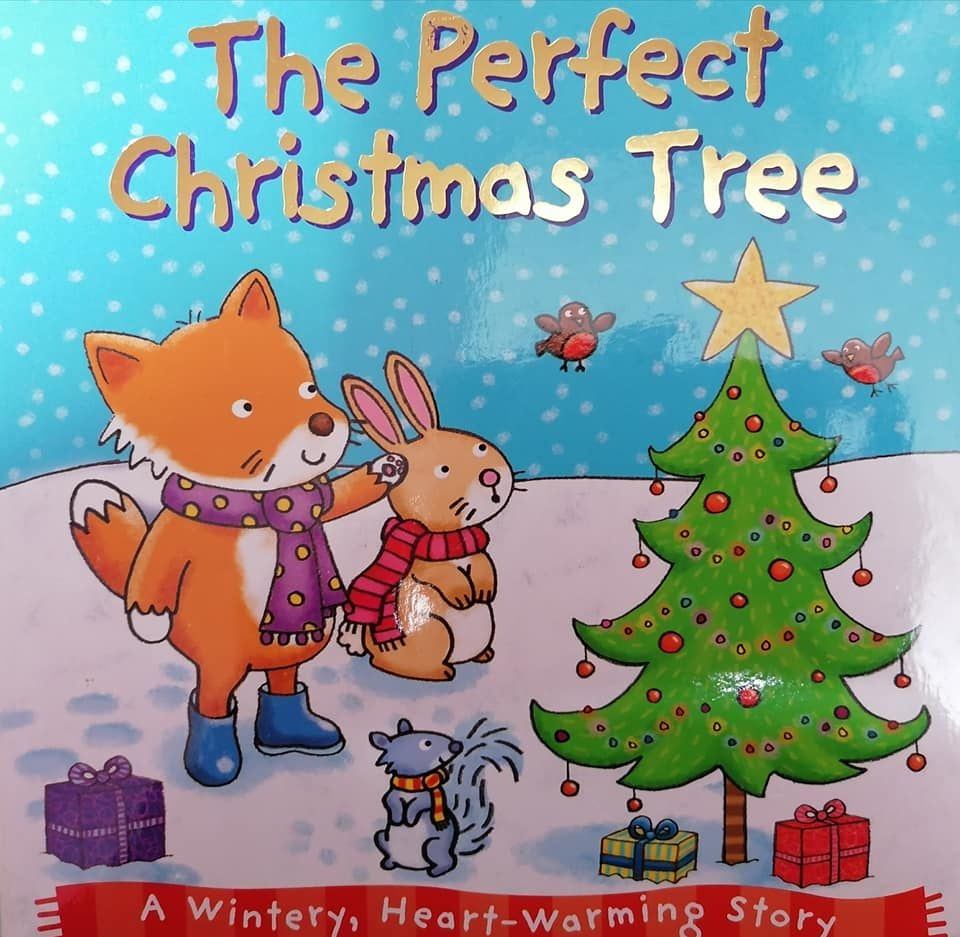 The Perfect
Christmas Tree
A Wintery, Heart-Warming Story